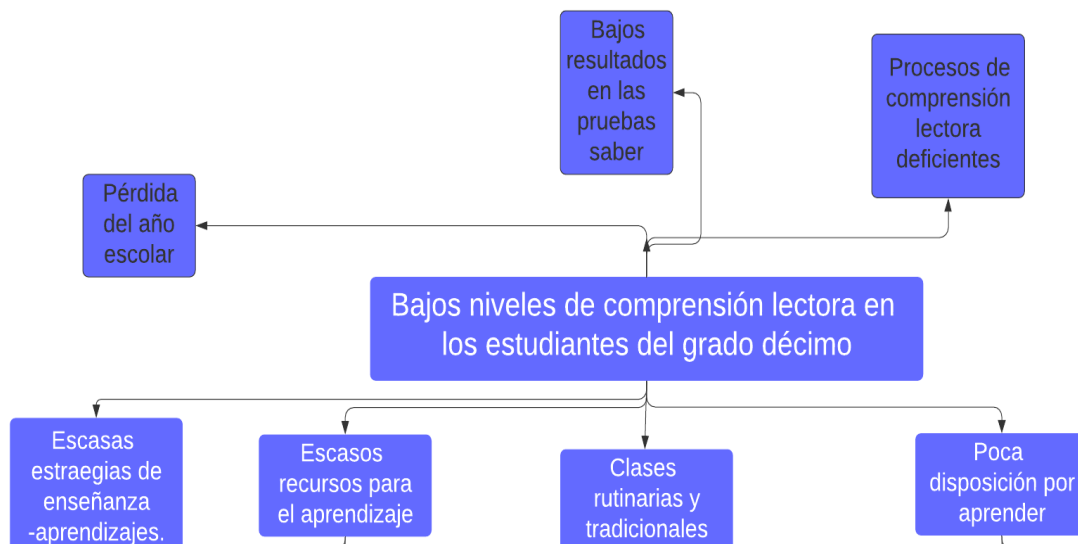 Bajos
resultados
en las
pruebas
saber
Procesos de
comprensión
lectora
deficientes
Pérdida
del año
escolar
Bajos niveles de comprensión lectora en
los estudiantes del grado décimo
Escasas
estraegias de
enseñanza
-aprendizajes.
Escasos
recursos para
el aprendizaje
Clases
rutinarias y
tradicionales
Poca
disposición por
aprender